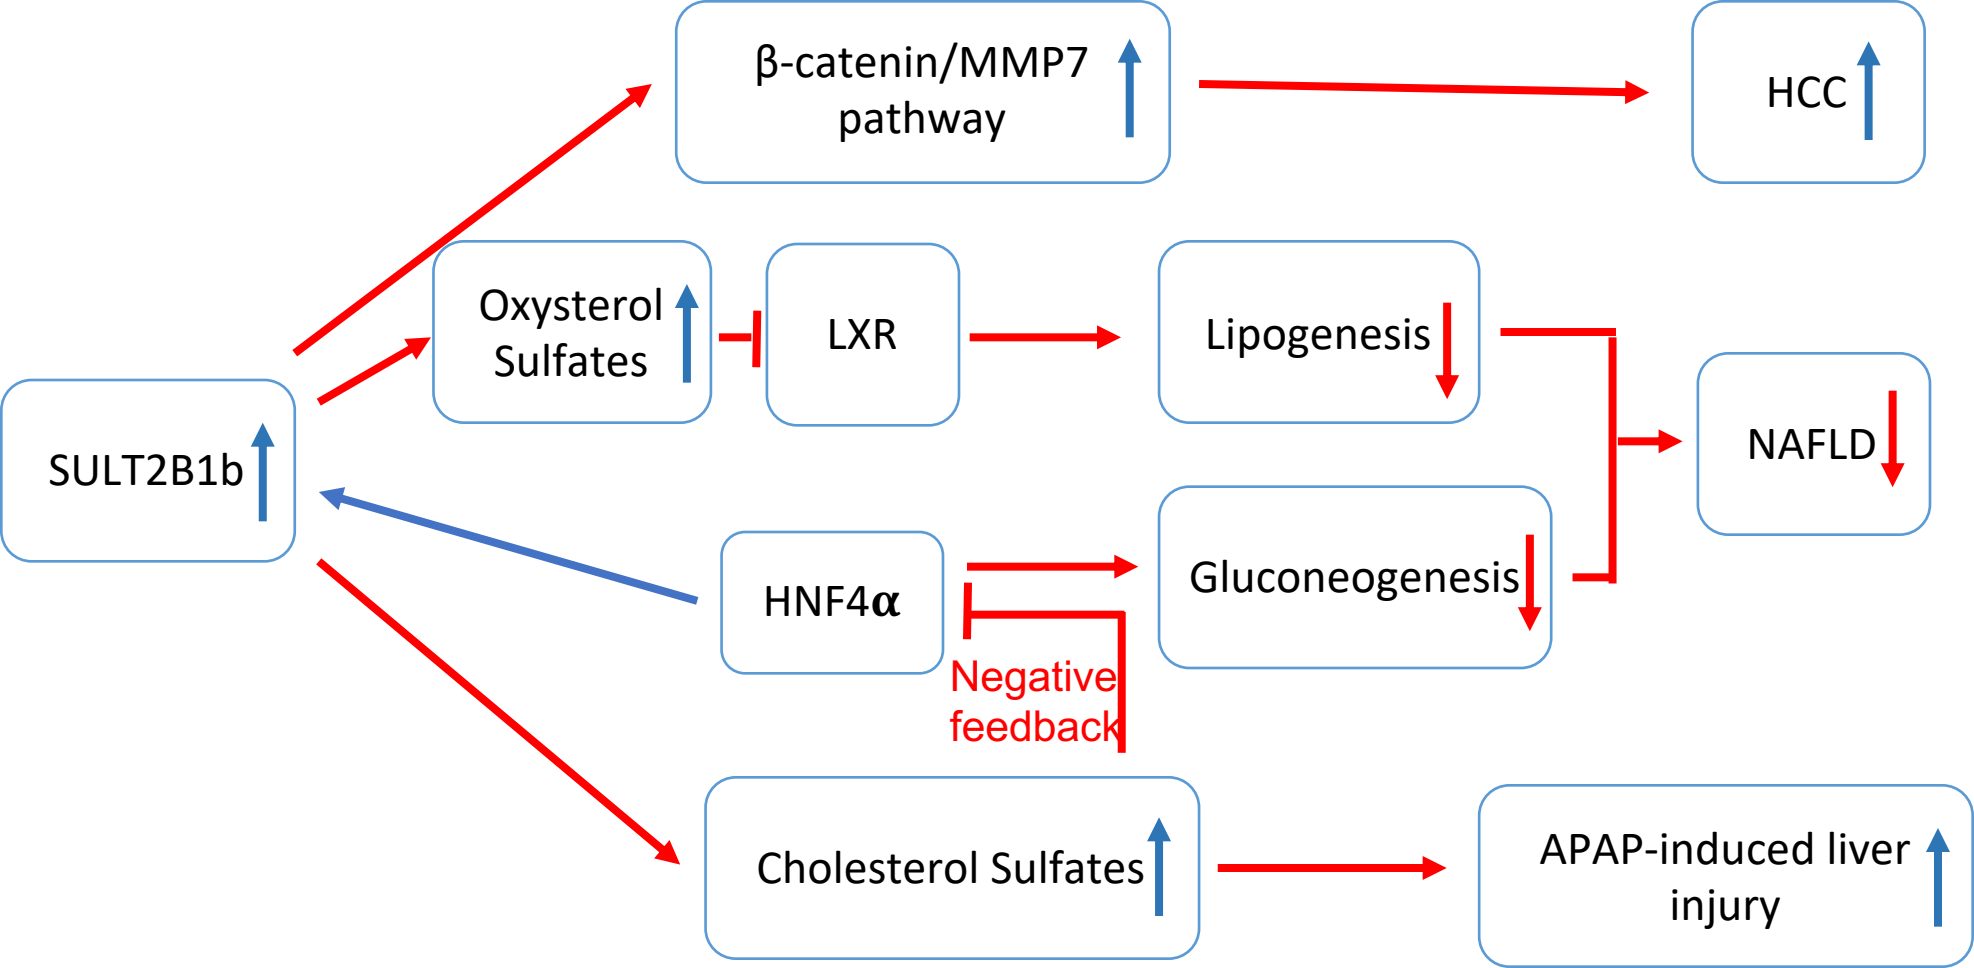 β-catenin/MMP7
pathway
HCC
Oxysterol
Sulfates
LXR
Lipogenesis
SULT2B1b
NAFLD
HNF4α
Gluconeogenesis
Negative
feedback
Cholesterol Sulfates
APAP-induced liver
injury